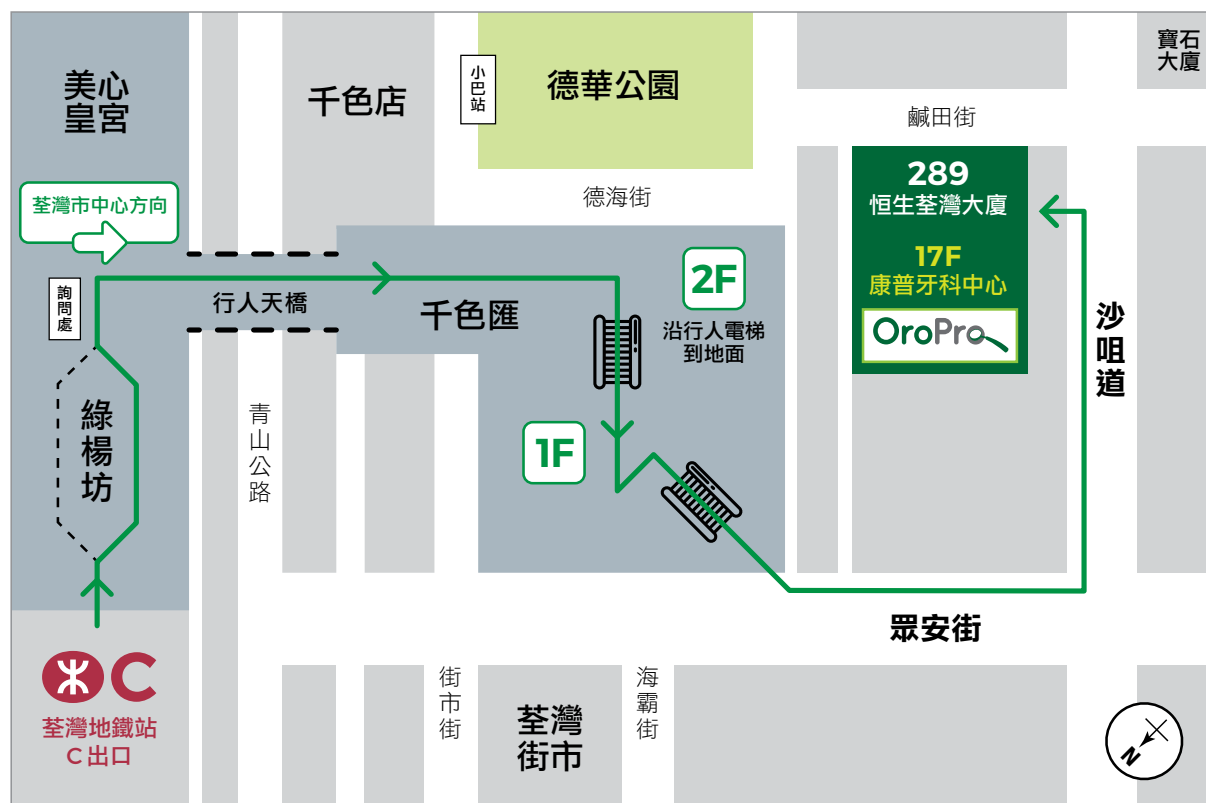 美心
皇宮
千色店
小巴站
德華公園
寶石
大廈
鹹田街
荃灣市中心方向
德海街
289
恒生荃灣大廈
17F
康普牙科中心
OroPro
詢問處
行人天橋
千色匯
2F
沿行人電梯
到地面
沙咀道
綠楊坊
青山公路
1F
眾安街
C
荃灣地鐵站
C出口
街市街
荃灣
街市
海霸街
N